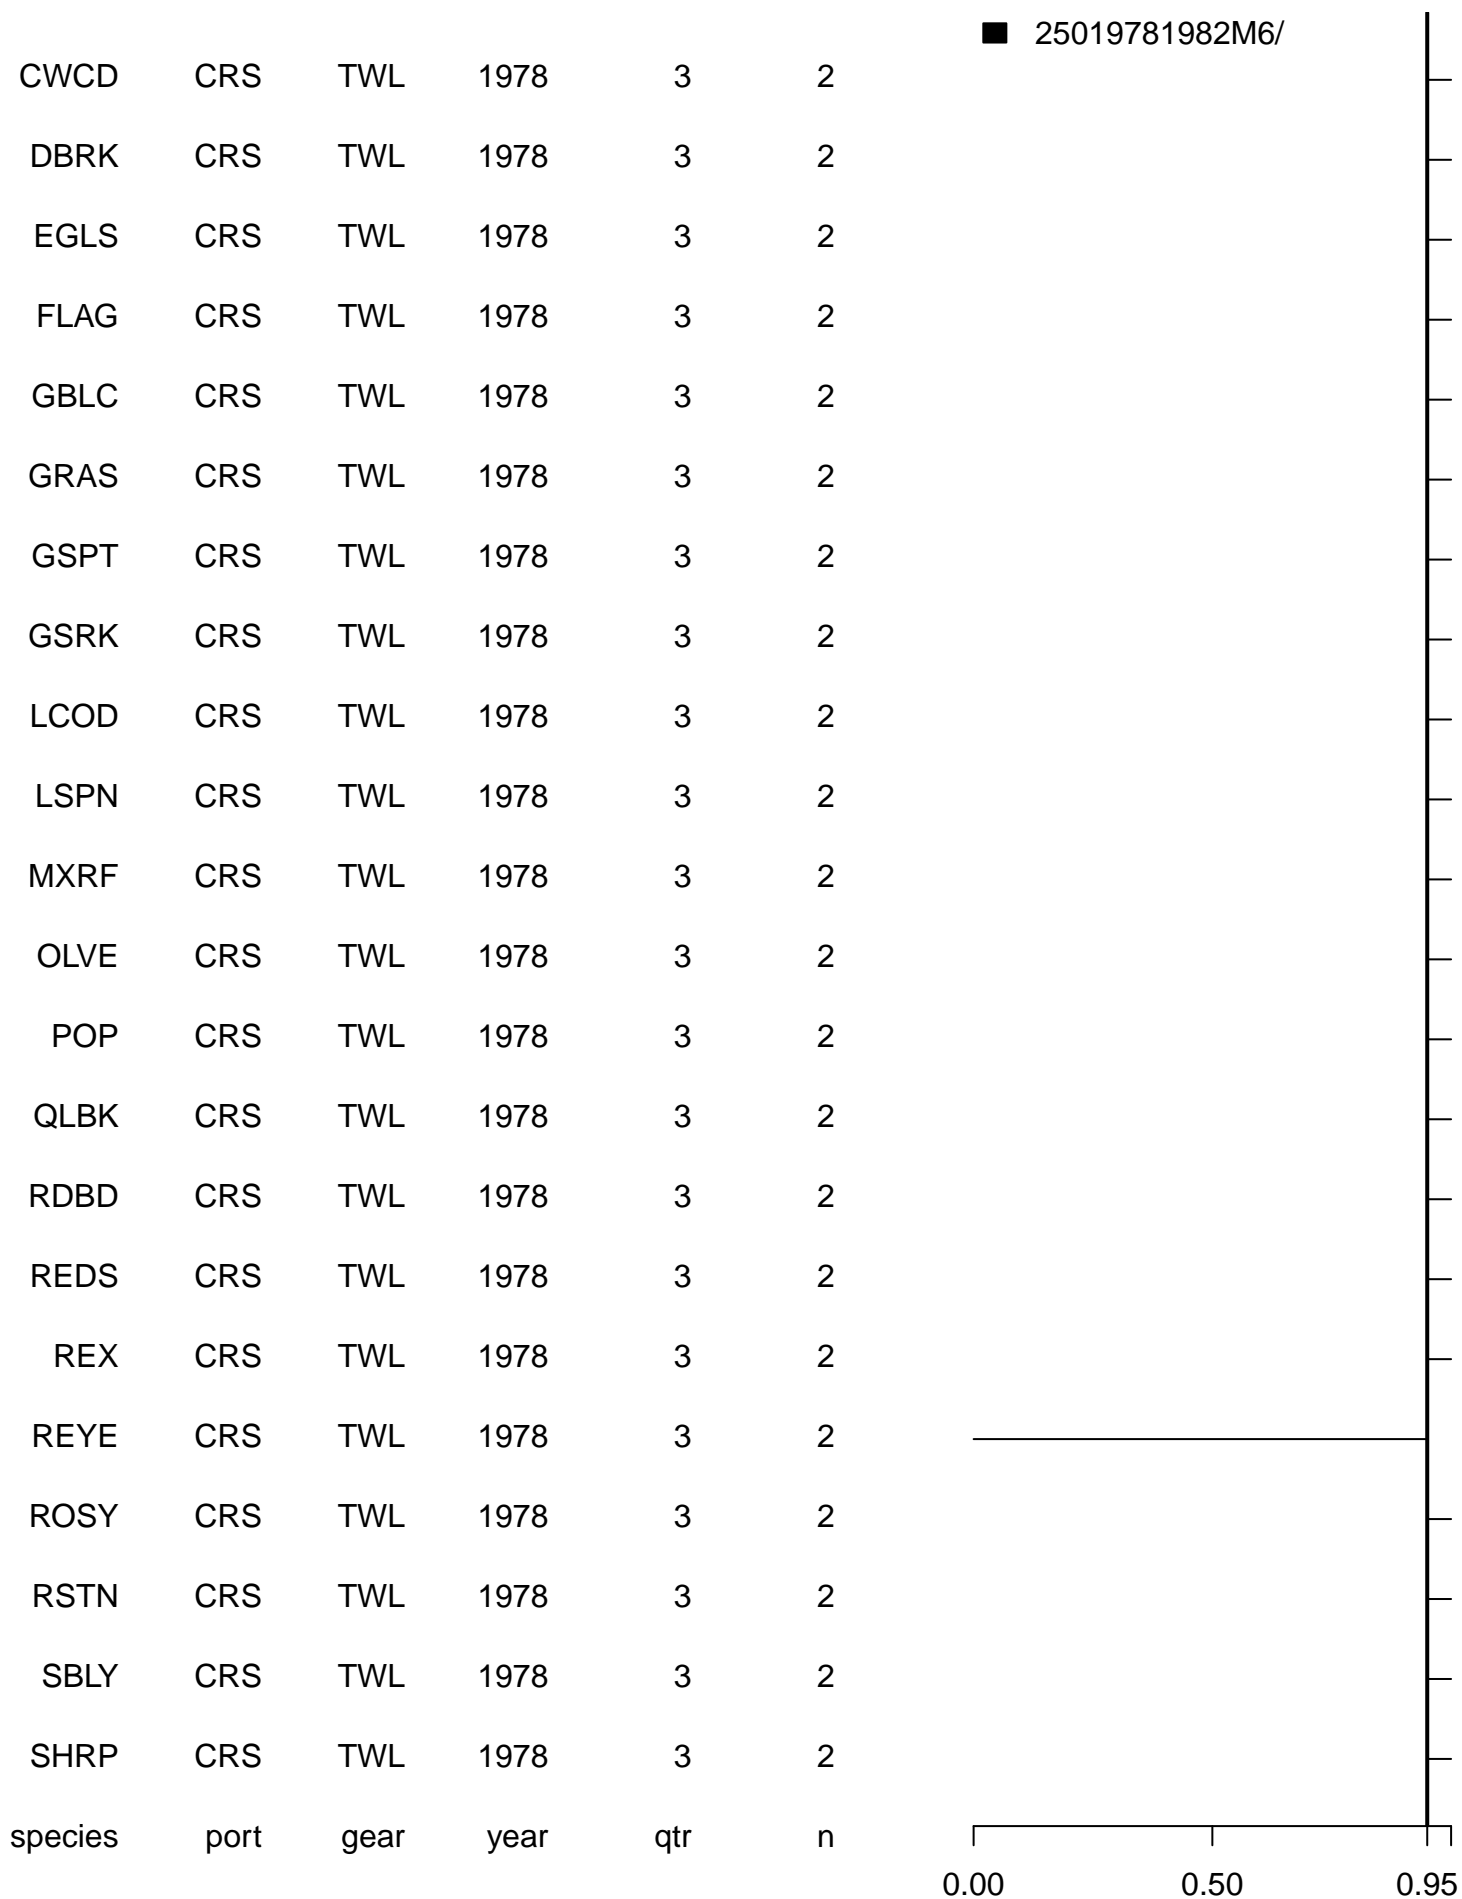 25019781982M6/
CWCD CRS TWL 1978 3 2
DBRK CRS TWL 1978 3 2
EGLS CRS TWL 1978 3 2
FLAG CRS TWL 1978 3 2
GBLC CRS TWL 1978 3 2
GRAS CRS TWL 1978 3 2
GSPT CRS TWL 1978 3 2
GSRK CRS TWL 1978 3 2
LCOD CRS TWL 1978 3 2
LSPN CRS TWL 1978 3 2
MXRF CRS TWL 1978 3 2
OLVE CRS TWL 1978 3 2
POP CRS TWL 1978 3 2
QLBK CRS TWL 1978 3 2
RDBD CRS TWL 1978 3 2
REDS CRS TWL 1978 3 2
REX CRS TWL 1978 3 2
REYE CRS TWL 1978 3 2
ROSY CRS TWL 1978 3 2
RSTN CRS TWL 1978 3 2
SBLY CRS TWL 1978 3 2
SHRP CRS TWL 1978 3 2
species port gear year qtr n
0.00 0.50 0.95